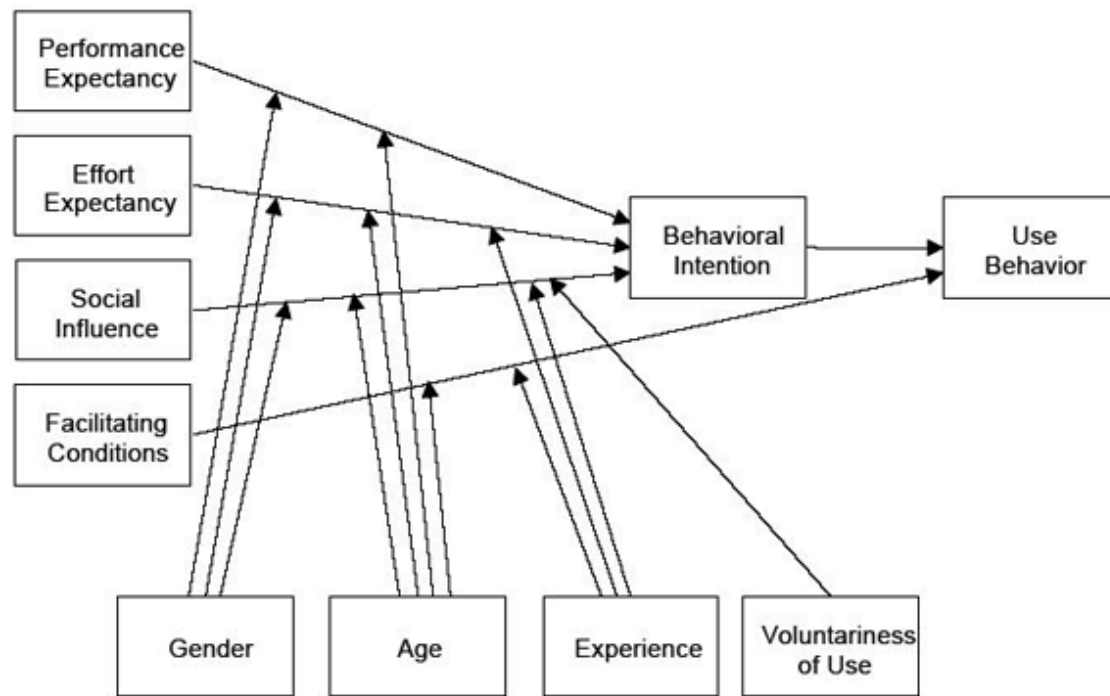 Performance
Expectancy
Effort
Expectancy
Social
Influence
Facilitating
Conditions
Behavioral
Intention
Use
Behavior
Gender
Age
Experience
Voluntariness
of Use